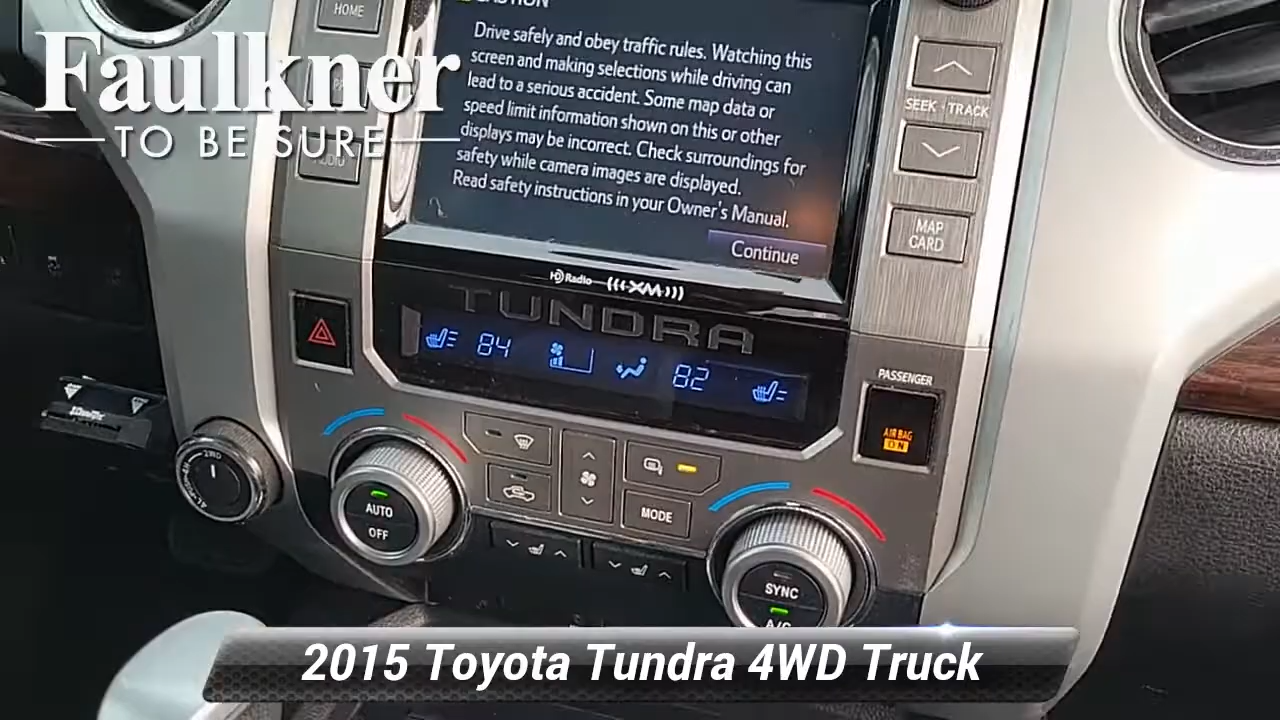 HOME
CAUTION
Faulkner
TO BE SURE
AUDIO
Drive safely and obey traffic rules. Watching this
screen and making selections while driving can
lead to a serious accident. Some map data or
speed limit information shown on this or other
displays may be incorrect. Check surroundings for
safety while camera images are displayed.
Read safety instructions in your Owner's Manual.
Continue
SEEK - TRACK
MAP
CARD
HD Radio XM
TUNDRA
84
82
PASSENGER
AIR BAG
ON
2WD
AUTO
OFF
MODE
SYNC
A/C
2015 Toyota Tundra 4WD Truck